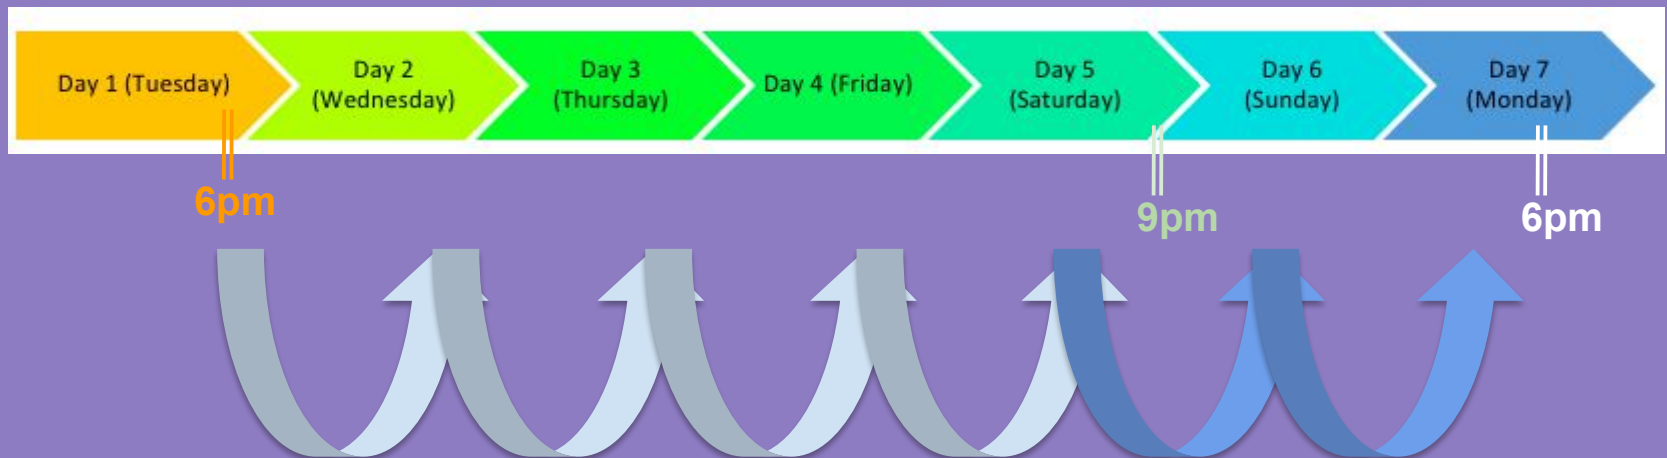 Day 1 (Tuesday)
Day 2
(Wednesday)
Day 3
(Thursday)
Day 4 (Friday)
Day 5
(Saturday)
Day 6
(Sunday)
Day 7
(Monday)
6pm
9pm
6pm